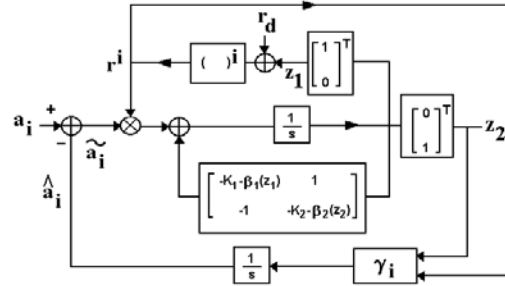 r_d
r^i
( )^i
z_1
[1 0]^T
a_i
+
−
ã_i
1/s
[0 1]^T
z_2
â_i
-K_1-β_1(z_1) 1
-1 -K_2-β_2(z_2)
1/s
γ_i